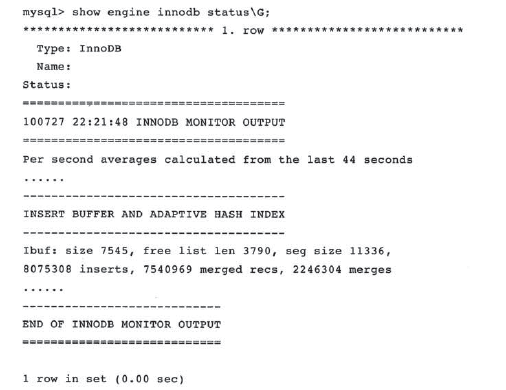 mysql> show engine innodb status\G;
*************************** 1. row ***************************
Type: InnoDB
Name:
Status:
=====================================
100727 22:21:48 INNODB MONITOR OUTPUT
=====================================
Per second averages calculated from the last 44 seconds
......
-------------------------------------
INSERT BUFFER AND ADAPTIVE HASH INDEX
-------------------------------------
Ibuf: size 7545, free list len 3790, seg size 11336,
8075308 inserts, 7540969 merged recs, 2246304 merges
......
----------------------------
END OF INNODB MONITOR OUTPUT
============================
1 row in set (0.00 sec)